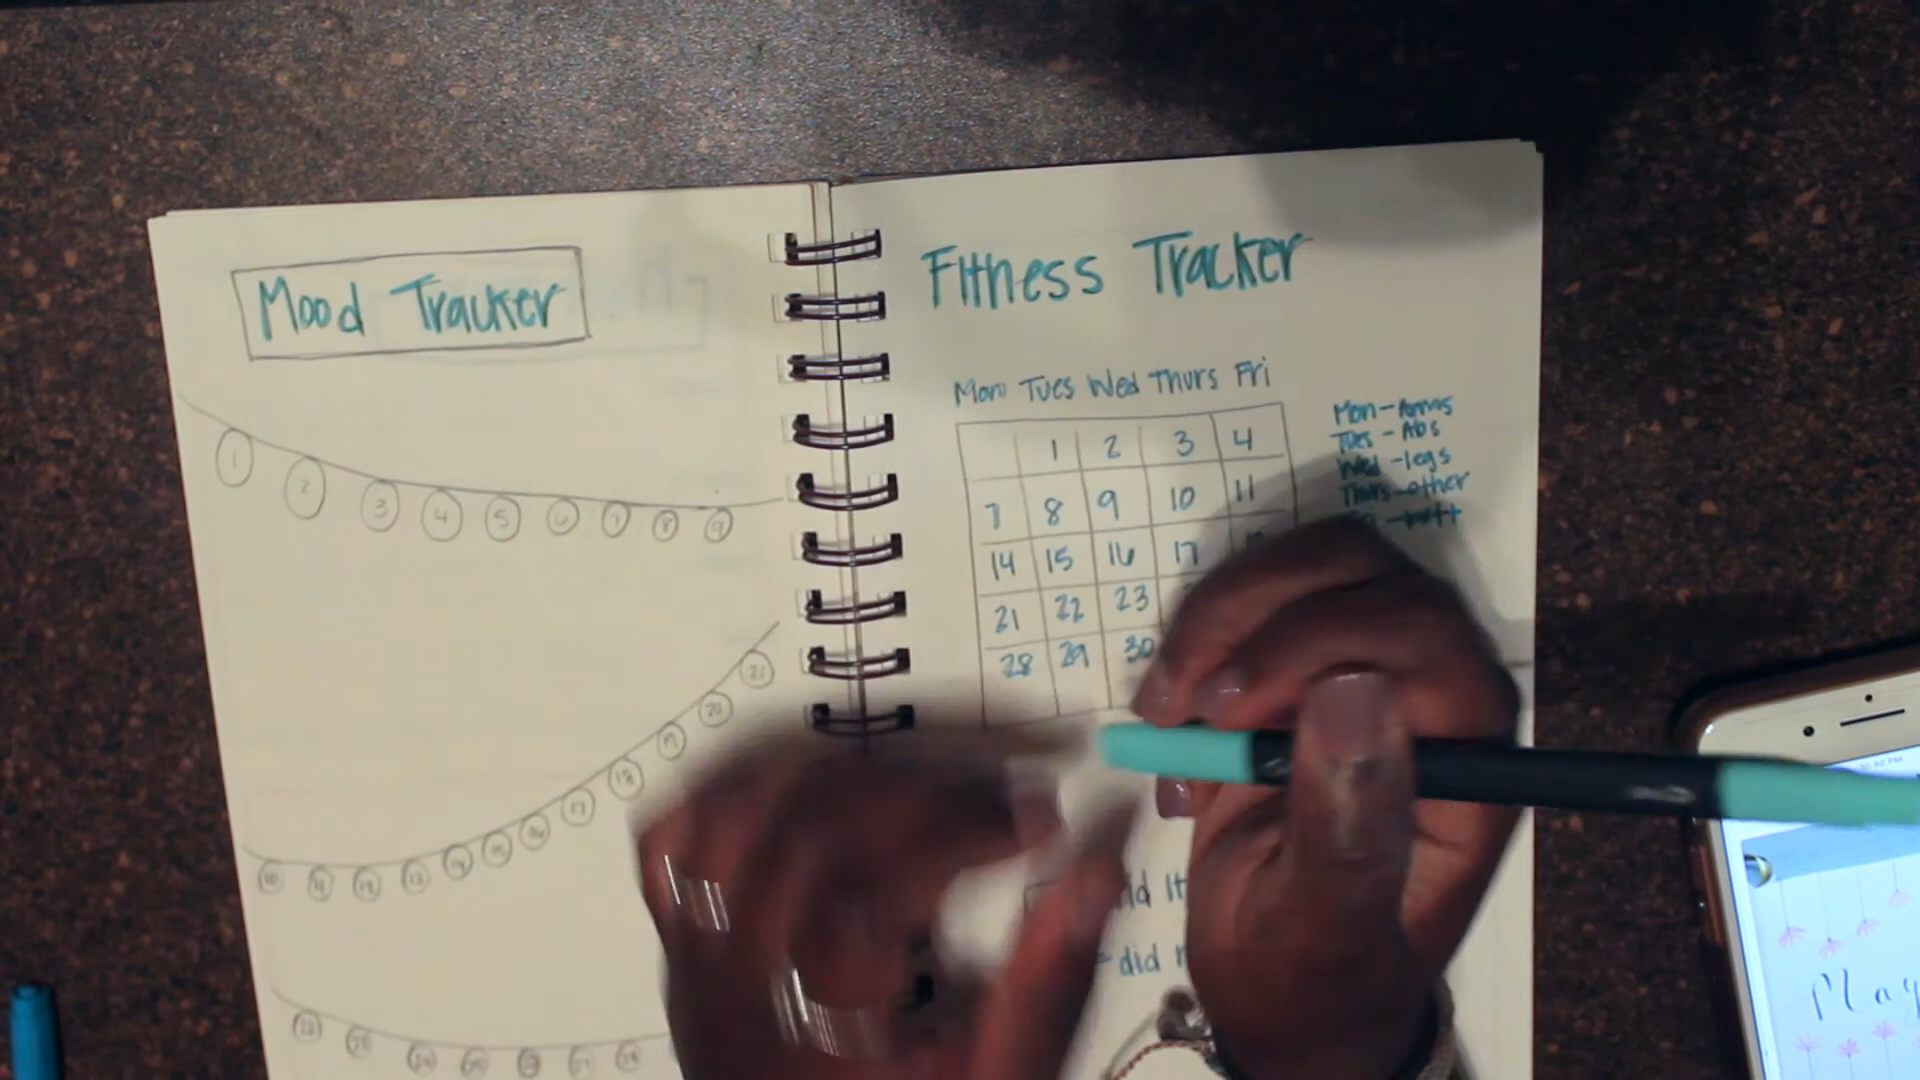 Mood Tracker
1 2 3 4 5 6 7 8 9
21
20
19
18
17
16
10 11 12 13 14 15
22 23
Fitness Tracker
Mon Tues Wed Thurs Fri
1 2 3 4
7 8 9 10 11
14 15 16 17
21 22 23
28 29 30
Mon - Arms
Tues - Abs
Wed - legs
Thurs - other
did